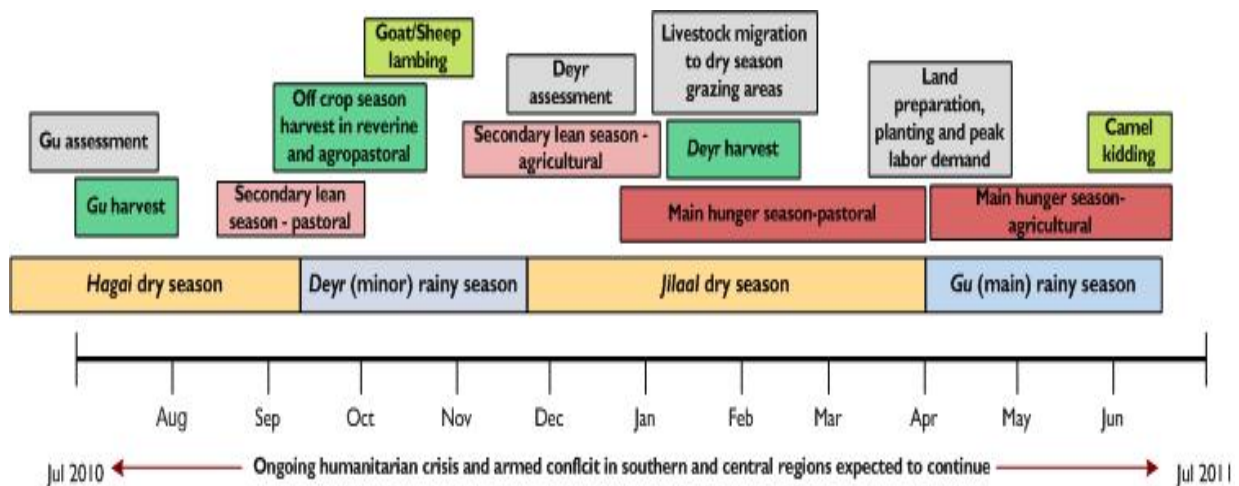 Goat/Sheep
lambing
Livestock migration
to dry season
grazing areas
Deyr
assessment
Land
preparation,
planting and peak
labor demand
Off crop season
harvest in reverine
and agropastoral
Gu assessment
Secondary lean season -
agricultural
Deyr harvest
Camel
kidding
Gu harvest
Secondary lean
season - pastoral
Main hunger season-pastoral
Main hunger season-
agricultural
Hagai dry season
Deyr (minor) rainy season
Jilaal dry season
Gu (main) rainy season
Aug
Sep
Oct
Nov
Dec
Jan
Feb
Mar
Apr
May
Jun
Jul 2010
Ongoing humanitarian crisis and armed conflcit in southern and central regions expected to continue
Jul 2011